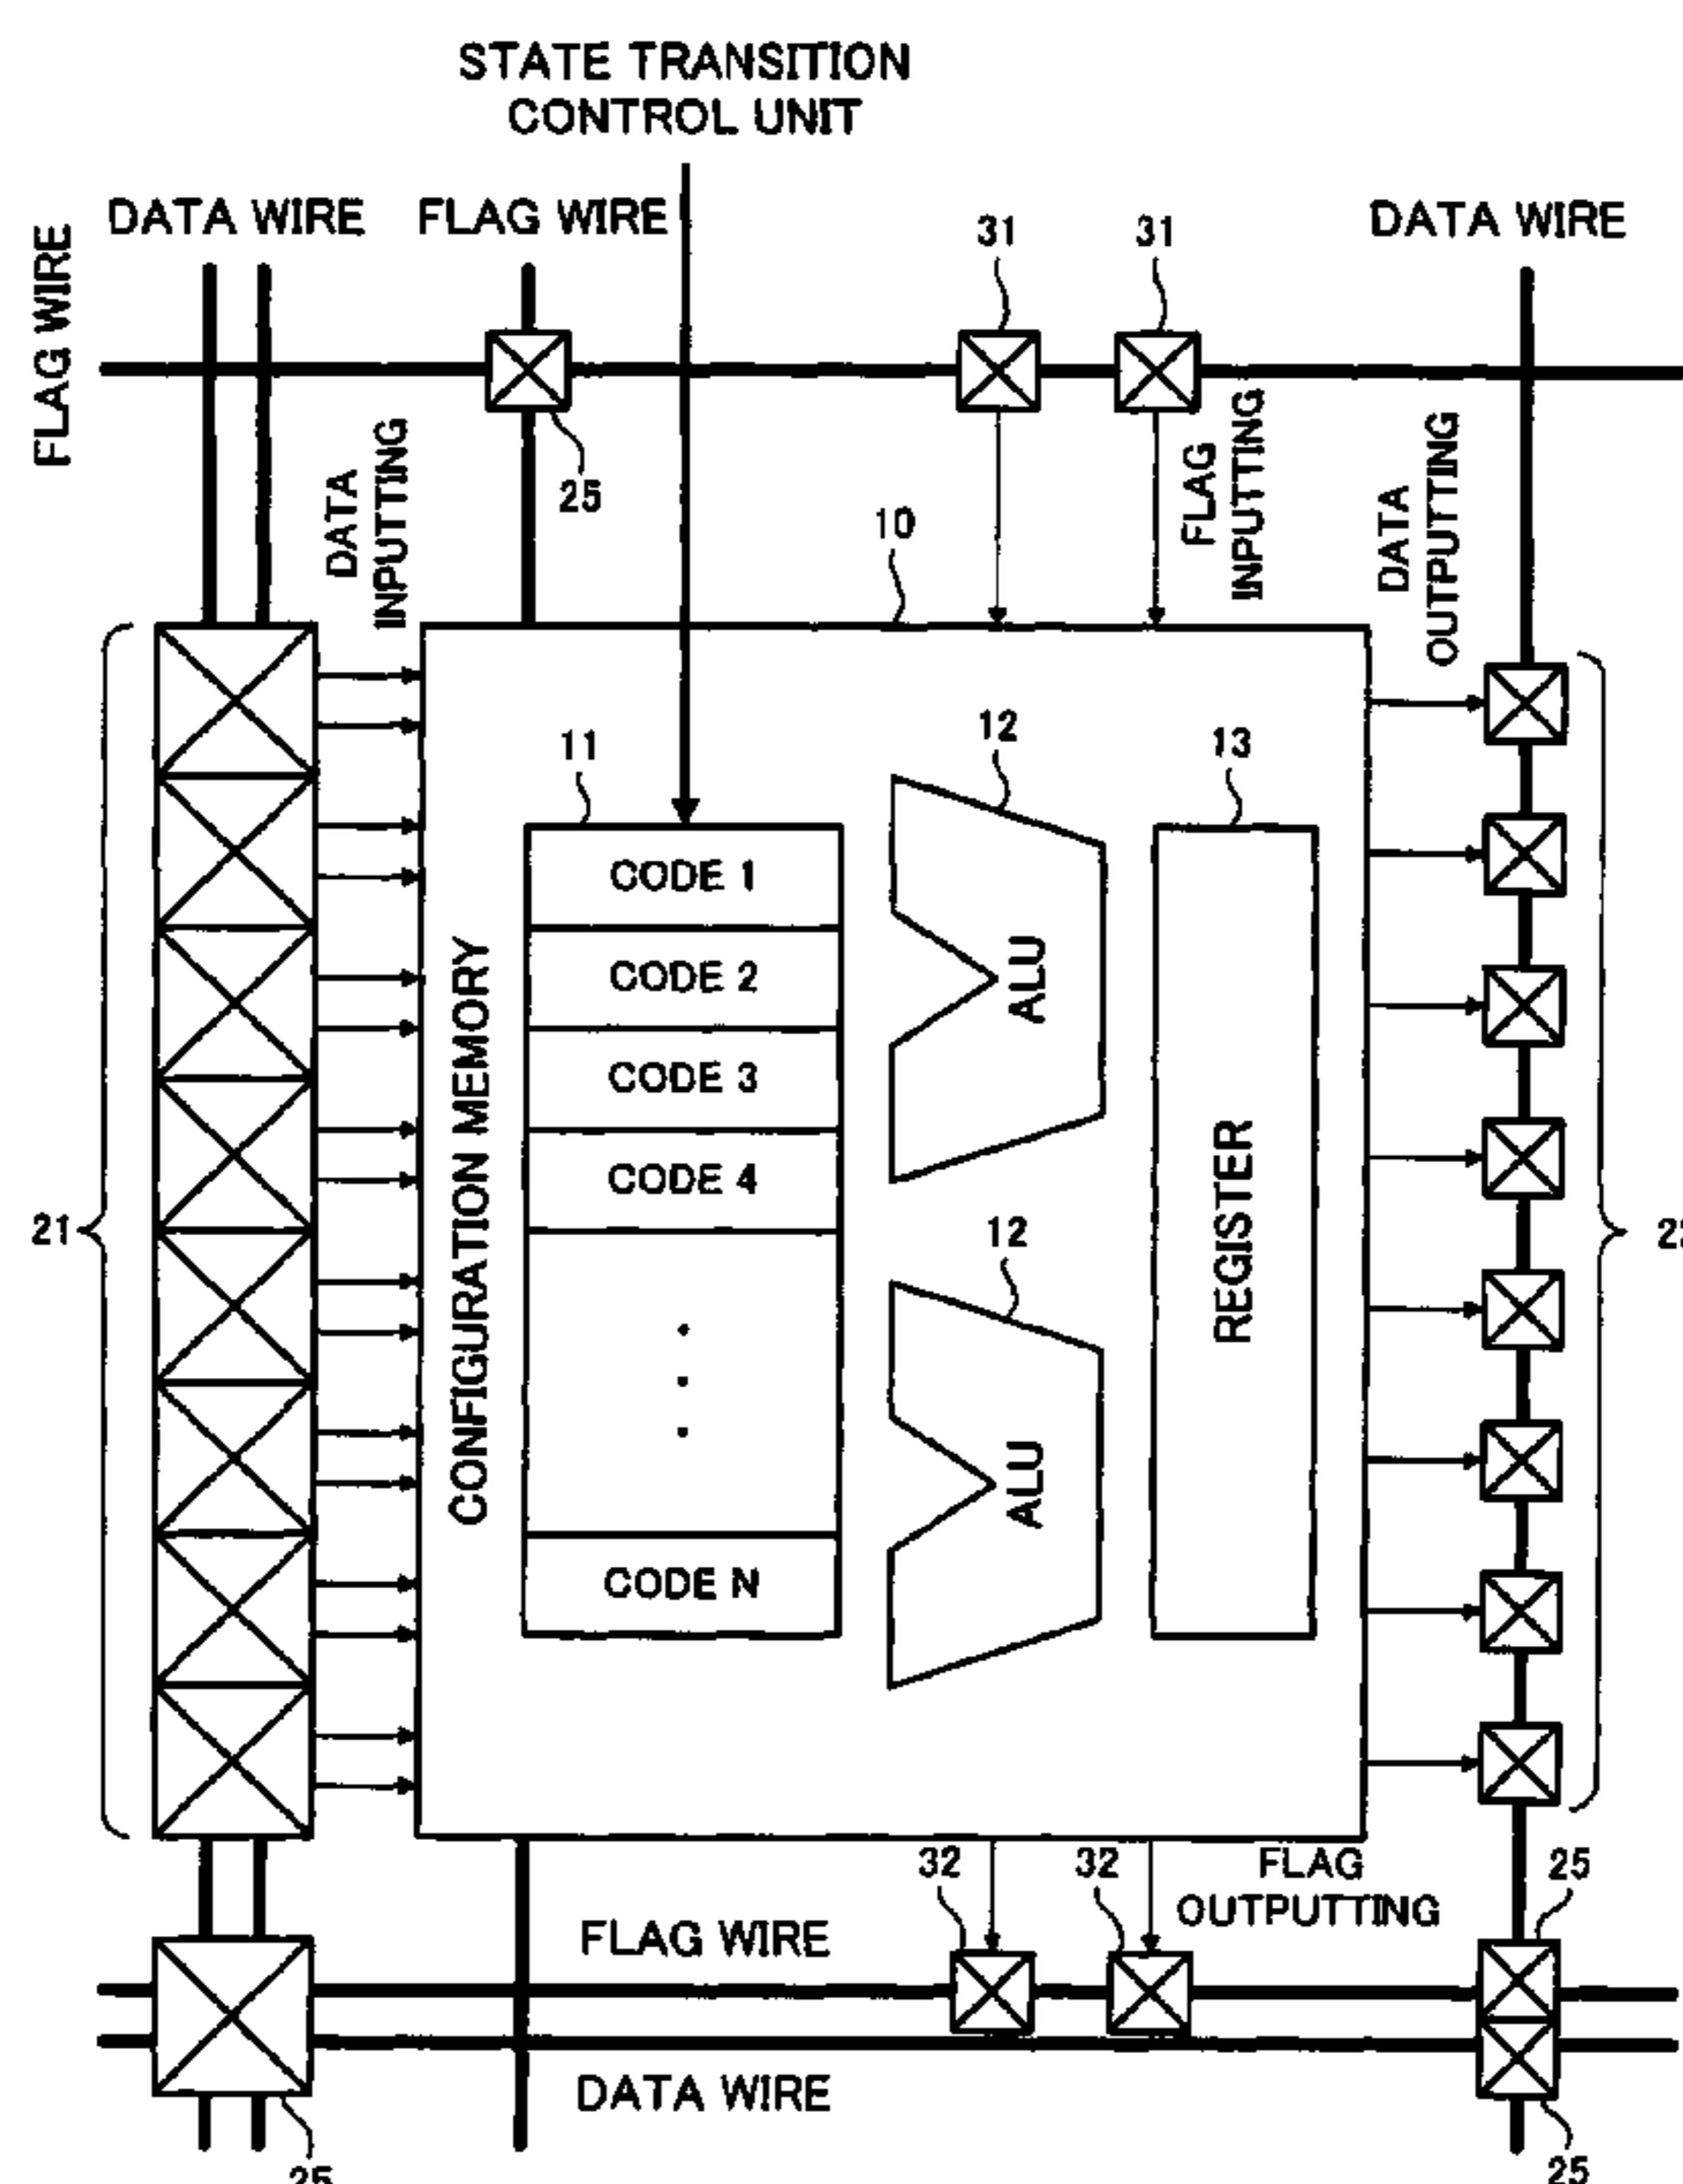 STATE TRANSITION
CONTROL UNIT
FLAG WIRE
DATA WIRE
FLAG WIRE
31
31
DATA WIRE
25
DATA
INPUTTING
10
FLAG
INPUTTING
DATA
OUTPUTTING
11
12
13
CODE 1
CODE 2
CODE 3
CODE 4
CODE N
CONFIGURATION MEMORY
ALU
12
ALU
REGISTER
21
32
32
FLAG
OUTPUTTING
25
FLAG WIRE
DATA WIRE
25
25